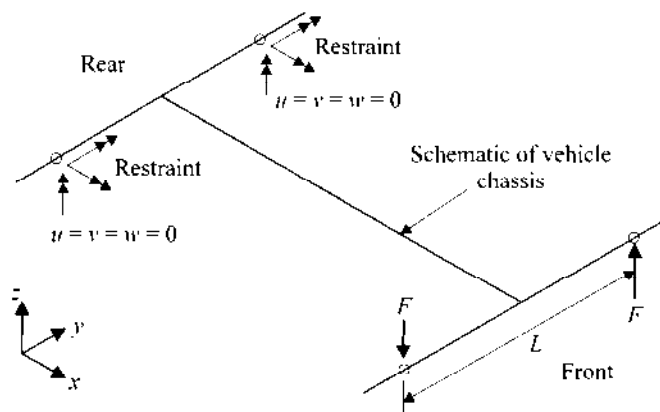 Restraint
Rear
u = v = w = 0
Restraint
Schematic of vehicle
chassis
u = v = w = 0
z
y
x
F
F
L
Front